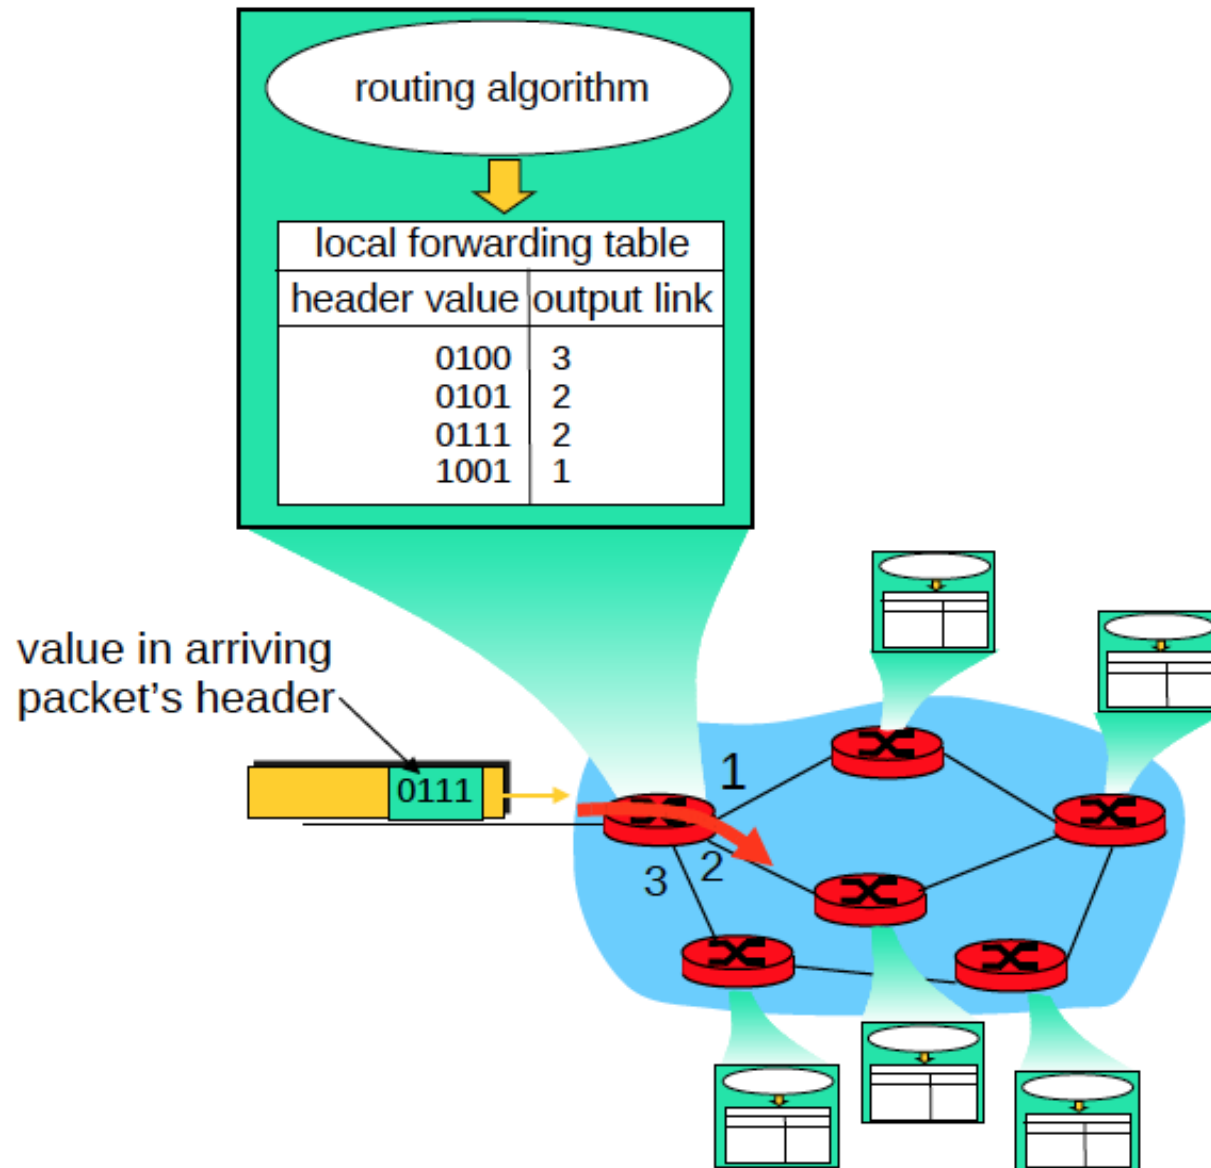 routing algorithm
local forwarding table
header value output link
0100 3
0101 2
0111 2
1001 1
value in arriving
packet's header
0111
1
2
3